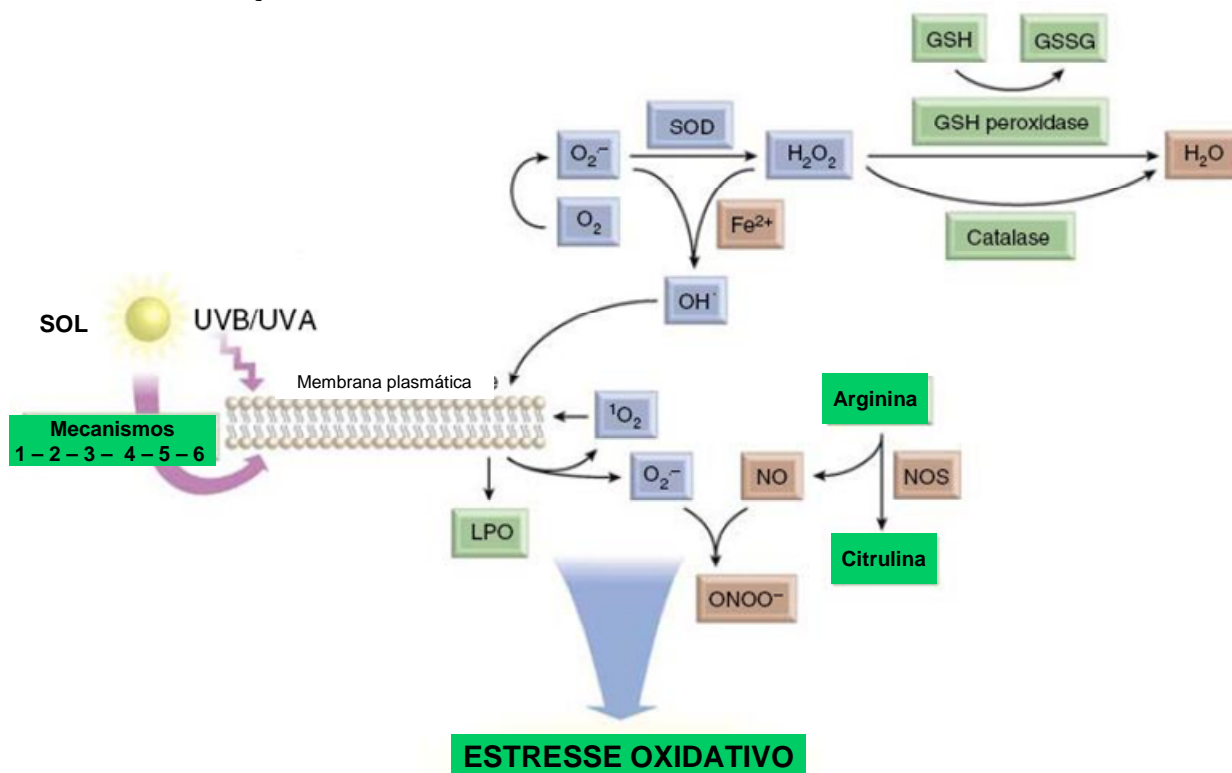 GSH
GSSG
SOD
GSH peroxidase
O₂·⁻
H₂O₂
H₂O
O₂
Fe²⁺
Catalase
OH·
SOL
UVB/UVA
Membrana plasmática
Arginina
¹O₂
Mecanismos
1 – 2 – 3 – 4 – 5 – 6
O₂·⁻
NO
NOS
LPO
Citrulina
ONOO⁻
ESTRESSE OXIDATIVO